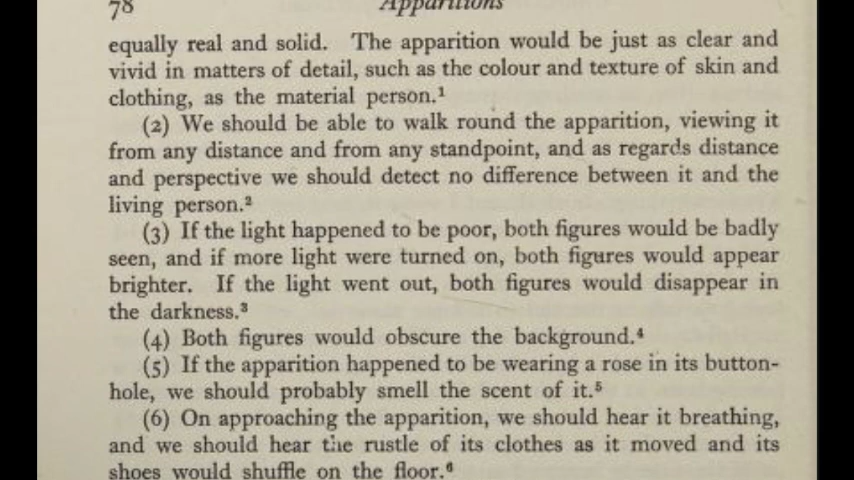 78
Apparitions
equally real and solid. The apparition would be just as clear and
vivid in matters of detail, such as the colour and texture of skin and
clothing, as the material person.¹
(2) We should be able to walk round the apparition, viewing it
from any distance and from any standpoint, and as regards distance
and perspective we should detect no difference between it and the
living person.²
(3) If the light happened to be poor, both figures would be badly
seen, and if more light were turned on, both figures would appear
brighter. If the light went out, both figures would disappear in
the darkness.³
(4) Both figures would obscure the background.⁴
(5) If the apparition happened to be wearing a rose in its button-
hole, we should probably smell the scent of it.⁵
(6) On approaching the apparition, we should hear it breathing,
and we should hear the rustle of its clothes as it moved and its
shoes would shuffle on the floor.⁶